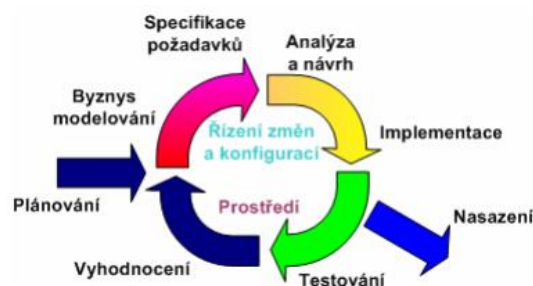 Specifikace
požadavků
Analýza
a návrh
Byznys
modelování
Řízení změn
a konfigurací
Implementace
Plánování
Prostředí
Nasazení
Vyhodnocení
Testování